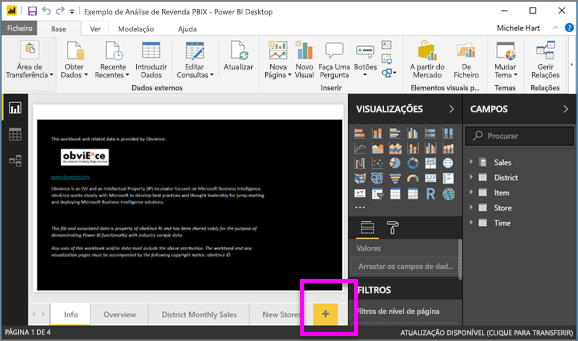 Exemplo de Análise de Revenda PBIX - Power BI Desktop
Michele Hart
Ficheiro Base Ver Modelação Ajuda
Área de Transferência
Obter Dados
Recentes Recentes
Introduzir Dados
Editar Consultas
Atualizar
Nova Página
Novo Visual
Faça Uma Pergunta
Botões
A partir do Mercado
De Ficheiro
Mudar Tema
Gerir Relações
Dados externos
Inserir
Elementos visuais p...
Temas
Relações
This workbook and related data is provided by Obvience.
obviEnce
www.obvience.com
Obvience is an ISV and an Intellectual Property (IP) Incubator focused on Microsoft Business Intelligence.
obviEnce works closely with Microsoft to develop best practices and thought leadership for jump-starting
and deploying Microsoft Business Intelligence solutions.
This file and associated data is property of obviEnce llc and has been shared solely for the purpose of
demonstrating Power BI functionality with industry sample data.
Any uses of this workbook and/or data must include the above attribution. The workbook and any
visualization pages must be accompanied by the following copyright notice: obviEnce ©.
VISUALIZAÇÕES
R
...
Valores
Arrastar os campos de dad...
FILTROS
Filtros de nível de página
CAMPOS
Procurar
Sales
District
Item
Store
Time
Info Overview District Monthly Sales New Stores +
PÁGINA 1 DE 4
ATUALIZAÇÃO DISPONÍVEL (CLIQUE PARA TRANSFERIR)